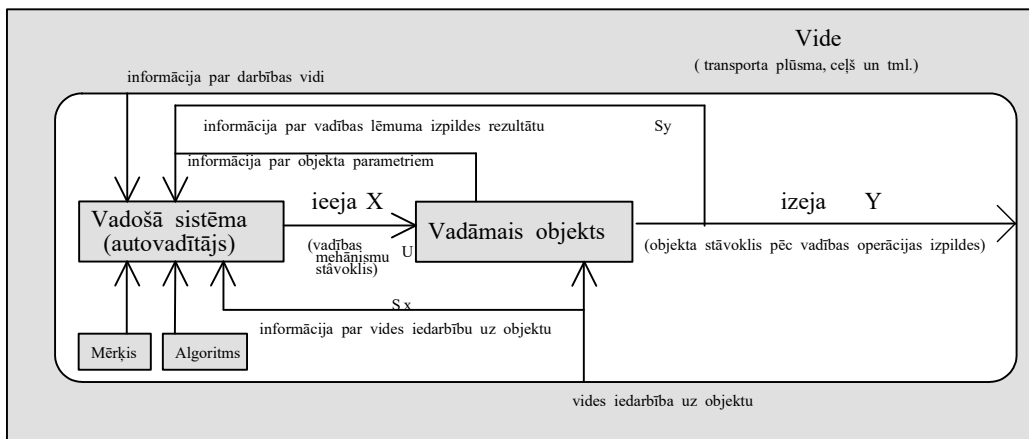 Vide
( transporta plūsma, ceļš un tml.)
informācija par darbības vidi
informācija par vadības lēmuma izpildes rezultātu
Sy
informācija par objekta parametriem
ieeja X
izeja Y
Vadošā sistēma
(autovadītājs)
Vadāmais objekts
(vadības
mehānismu
stâvoklis)
U
(objekta stāvoklis pēc vadības operācijas izpildes)
Sx
informācija par vides iedarbību uz objektu
Mērķis
Algoritms
vides iedarbība uz objektu